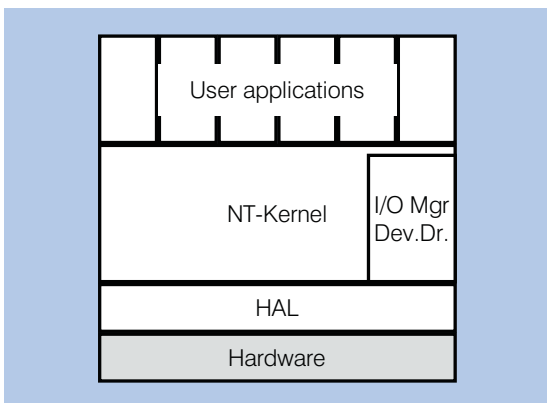 User applications
NT-Kernel
I/O Mgr
Dev.Dr.
HAL
Hardware